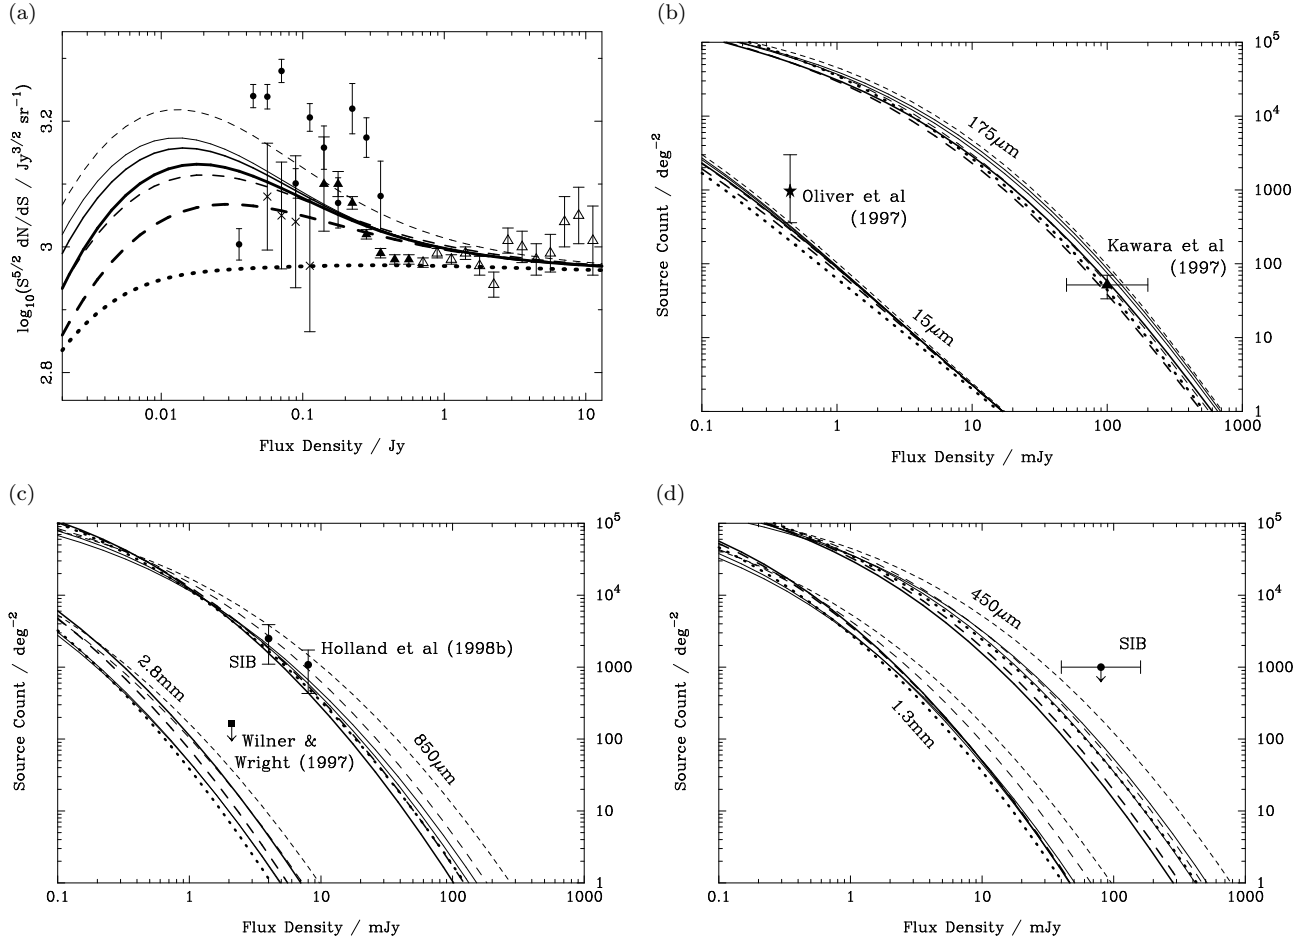 (a)
log₁₀(S⁵ᐟ² dN/dS / Jy³ᐟ² sr⁻¹)
3.2
3
2.8
0.01
0.1
1
10
Flux Density / Jy
(b)
Source Count / deg⁻²
10⁵
10⁴
1000
100
10
1
175μm
Oliver et al
(1997)
Kawara et al
(1997)
15μm
0.1
1
10
100
1000
Flux Density / mJy
(c)
Source Count / deg⁻²
10⁵
10⁴
1000
100
10
1
Holland et al (1998b)
SIB
2.8mm
Wilner &
Wright (1997)
850μm
0.1
1
10
100
1000
Flux Density / mJy
(d)
Source Count / deg⁻²
10⁵
10⁴
1000
100
10
1
450μm
SIB
1.3mm
0.1
1
10
100
1000
Flux Density / mJy